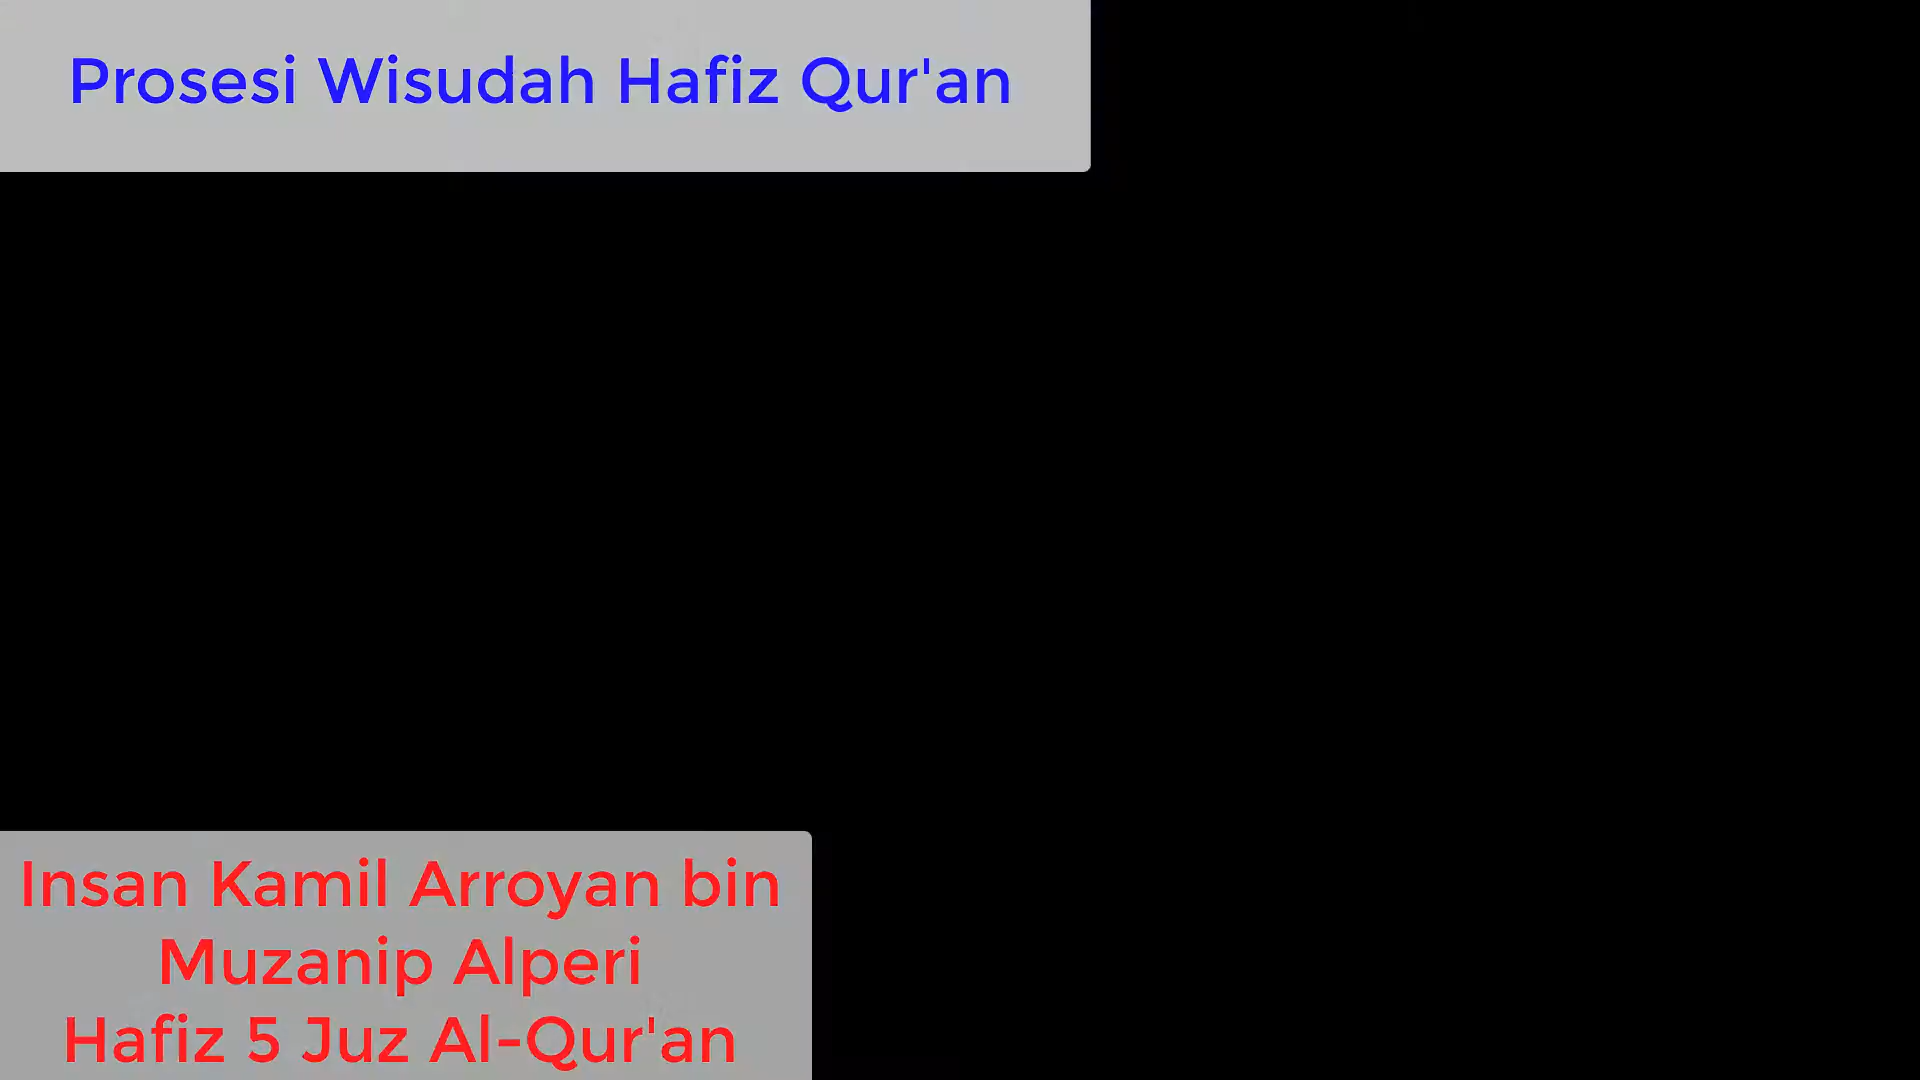 Prosesi Wisudah Hafiz Qur'an
Insan Kamil Arroyan bin
Muzanip Alperi
Hafiz 5 Juz Al-Qur'an